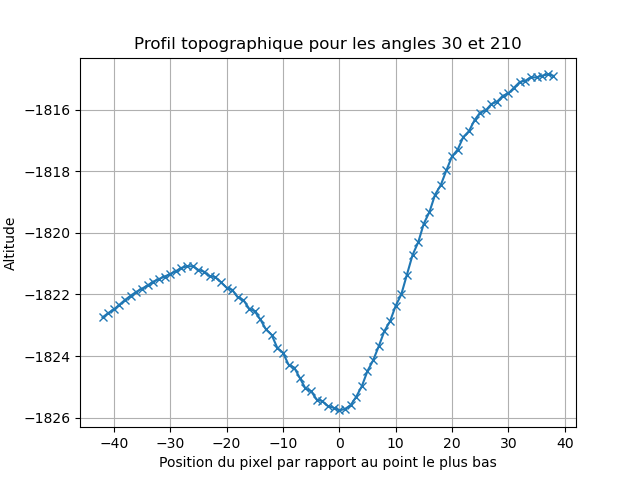 Profil topographique pour les angles 30 et 210
Altitude
−1816
−1818
−1820
−1822
−1824
−1826
−40 −30 −20 −10 0 10 20 30 40
Position du pixel par rapport au point le plus bas